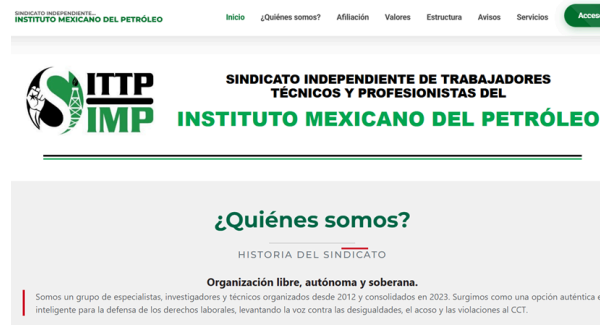 SINDICATO INDEPENDIENTE...
INSTITUTO MEXICANO DEL PETRÓLEO
Inicio ¿Quiénes somos? Afiliación Valores Estructura Avisos Servicios Acceso
SITTP
IMP
SINDICATO INDEPENDIENTE DE TRABAJADORES
TÉCNICOS Y PROFESIONISTAS DEL
INSTITUTO MEXICANO DEL PETRÓLEO
¿Quiénes somos?
HISTORIA DEL SINDICATO
Organización libre, autónoma y soberana.
Somos un grupo de especialistas, investigadores y técnicos organizados desde 2012 y consolidados en 2023. Surgimos como una opción auténtica e
inteligente para la defensa de los derechos laborales, levantando la voz contra las desigualdades, el acoso y las violaciones al CCT.